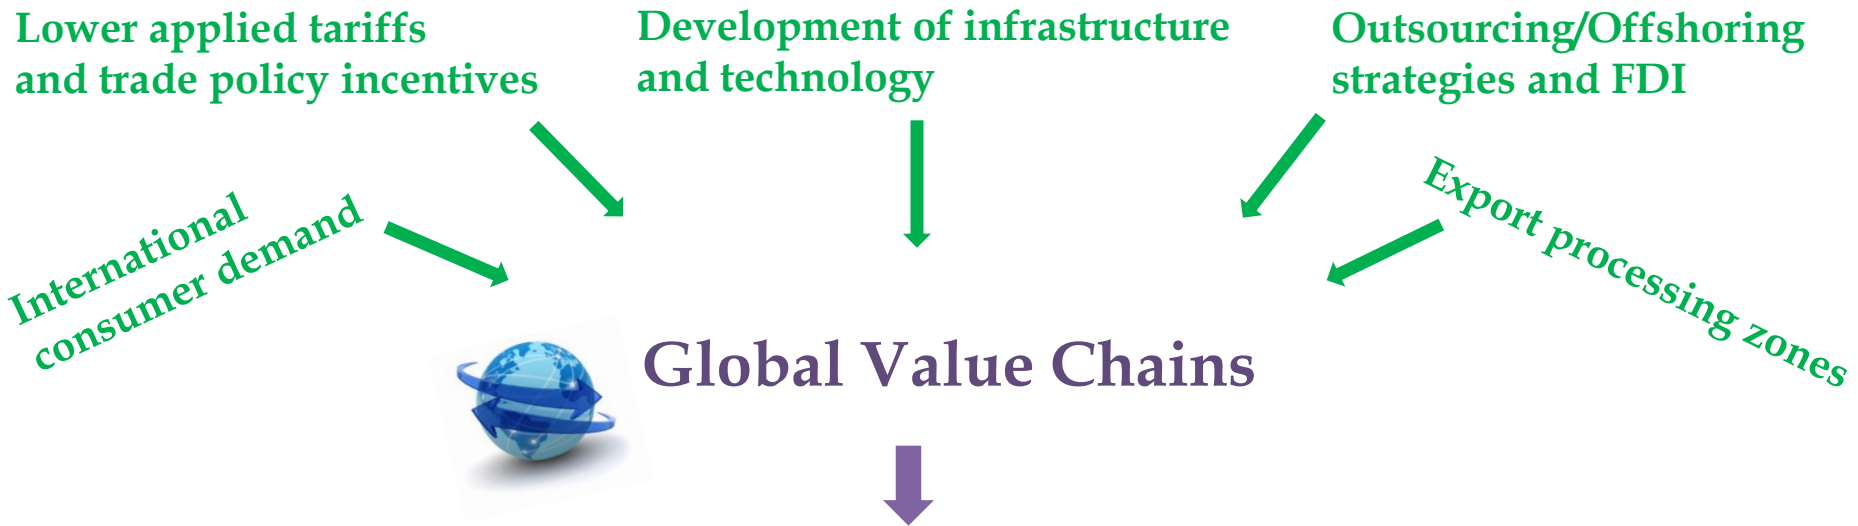 Lower applied tariffs
and trade policy incentives
Development of infrastructure
and technology
Outsourcing/Offshoring
strategies and FDI
International
consumer demand
Export processing zones
Global Value Chains